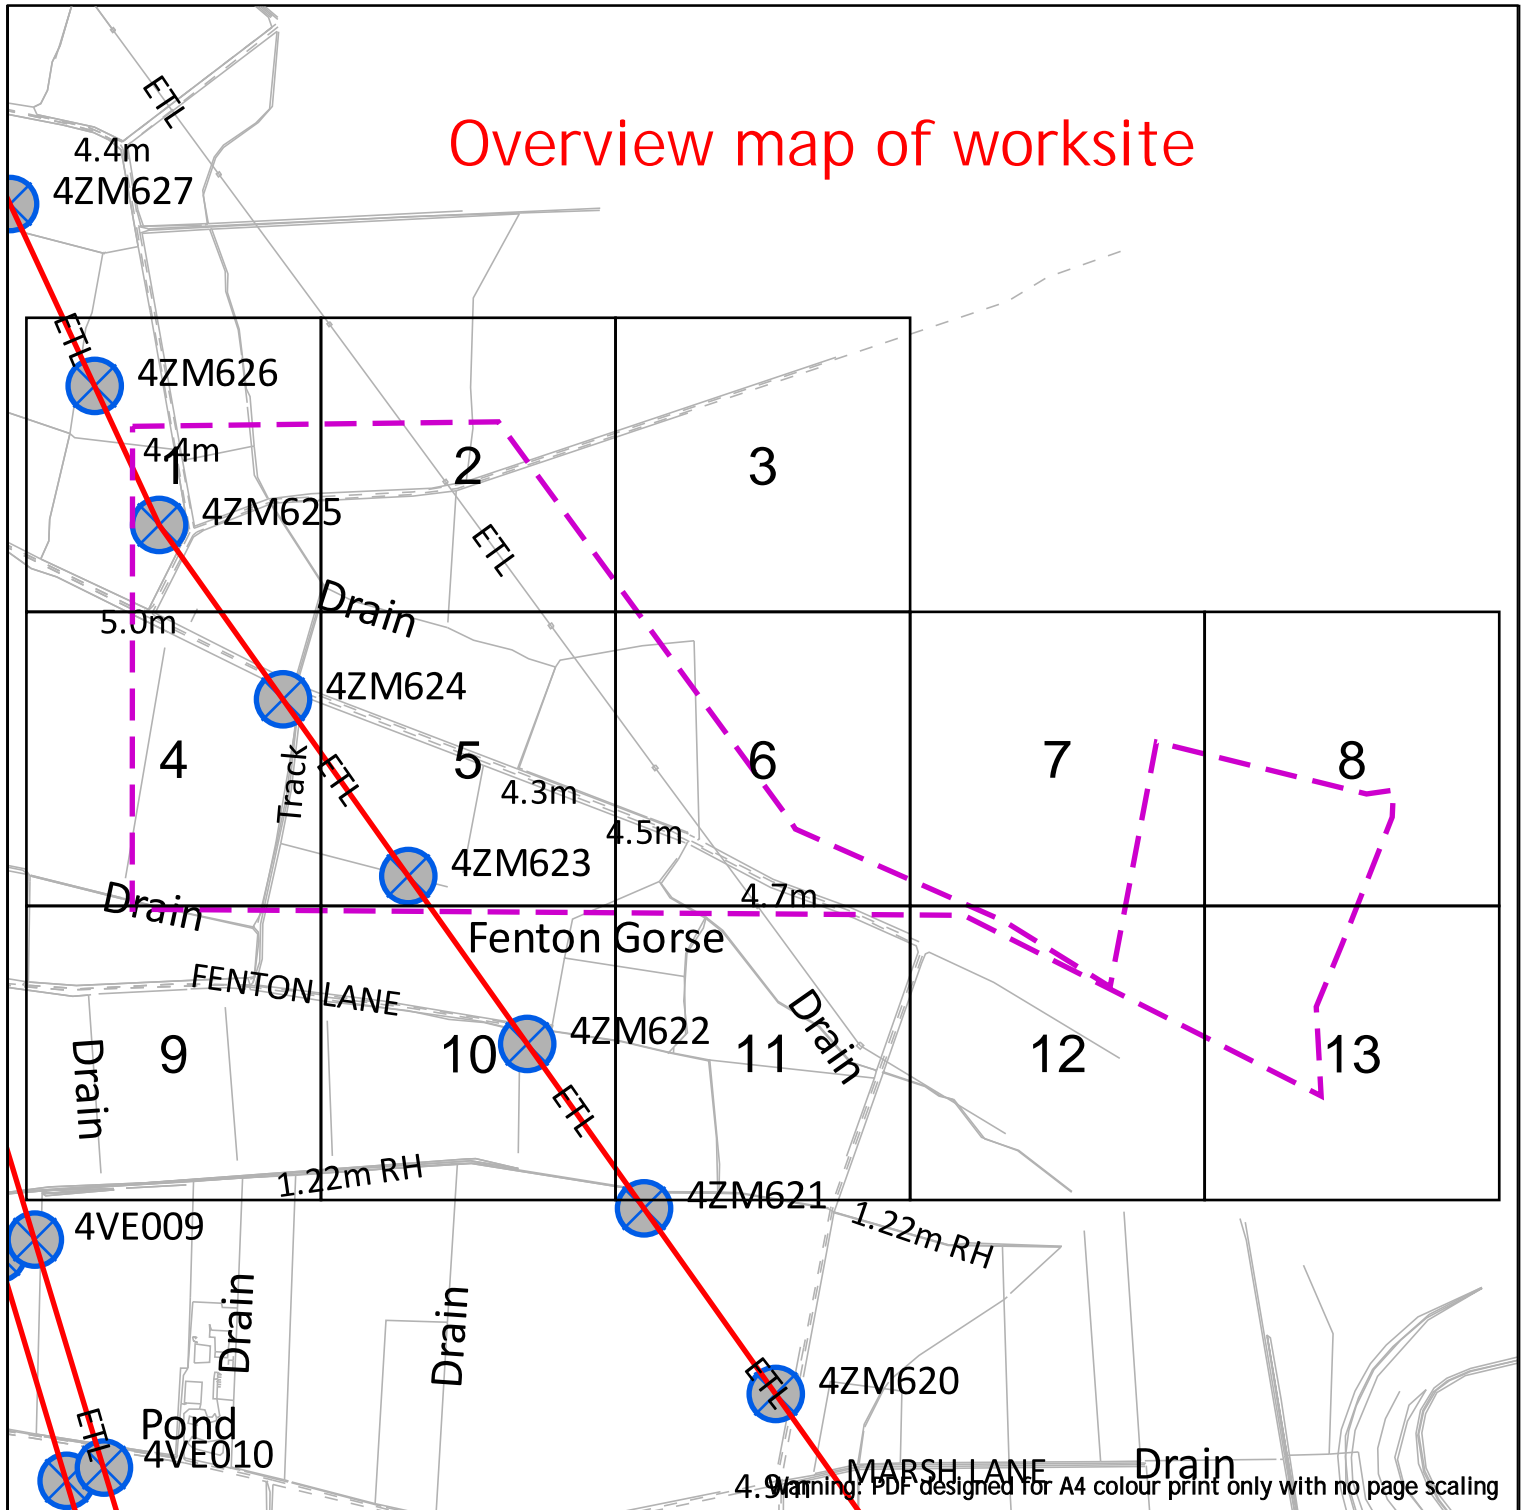 ETL
Overview map of worksite
4.4m
4ZM627
ETL
4ZM626
4.4m
1
2
3
4ZM625
ETL
Drain
5.0m
4ZM624
4
Track
ETL
5
6
7
8
4.3m
4.5m
4ZM623
4.7m
Drain
Fenton Gorse
FENTON LANE
Drain
4ZM622
9
10
11
12
13
Drain
ETL
1.22m RH
4ZM621
4VE009
1.22m RH
Drain
Drain
ETL
4ZM620
Pond
ETL
4VE010
MARSH LANE
Drain
4.9m
Warning: PDF designed for A4 colour print only with no page scaling